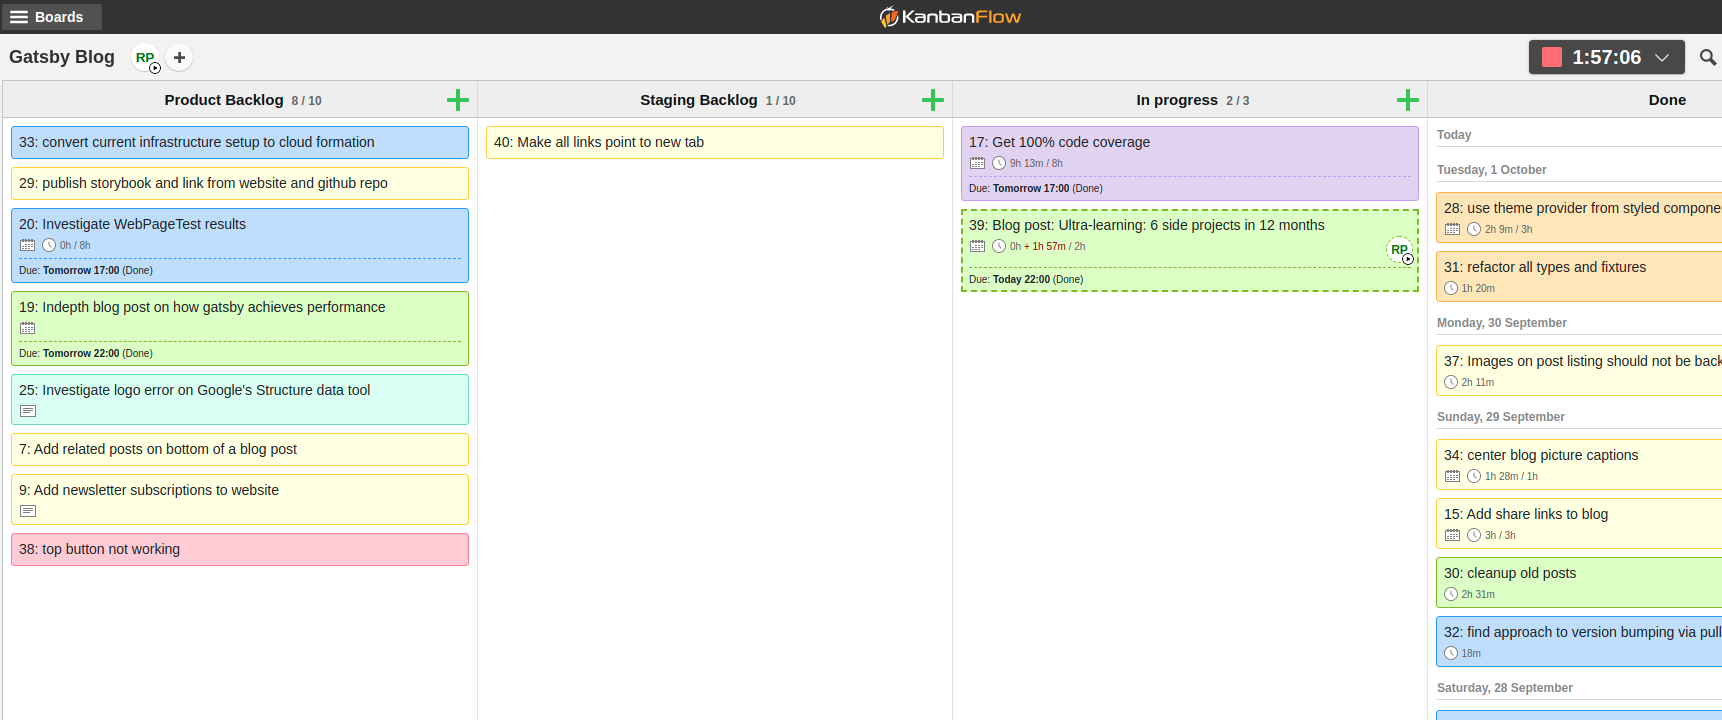 Boards
KanbanFlow
Gatsby Blog
RP
1:57:06
Product Backlog 8 / 10
33: convert current infrastructure setup to cloud formation
29: publish storybook and link from website and github repo
20: Investigate WebPageTest results
0h / 8h
Due: Tomorrow 17:00 (Done)
19: Indepth blog post on how gatsby achieves performance
Due: Tomorrow 22:00 (Done)
25: Investigate logo error on Google's Structure data tool
7: Add related posts on bottom of a blog post
9: Add newsletter subscriptions to website
38: top button not working
Staging Backlog 1 / 10
40: Make all links point to new tab
In progress 2 / 3
17: Get 100% code coverage
9h 13m / 8h
Due: Tomorrow 17:00 (Done)
39: Blog post: Ultra-learning: 6 side projects in 12 months
0h + 1h 57m / 2h
RP
Due: Today 22:00 (Done)
Done
Today
Tuesday, 1 October
28: use theme provider from styled compone
2h 9m / 3h
31: refactor all types and fixtures
1h 20m
Monday, 30 September
37: Images on post listing should not be back
2h 11m
Sunday, 29 September
34: center blog picture captions
1h 28m / 1h
15: Add share links to blog
3h / 3h
30: cleanup old posts
2h 31m
32: find approach to version bumping via pull
18m
Saturday, 28 September